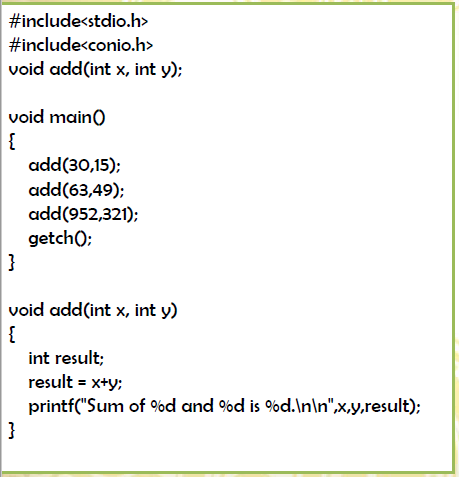 #include<stdio.h>
#include<conio.h>
void add(int x, int y);
void main()
{
add(30,15);
add(63,49);
add(952,321);
getch();
}
void add(int x, int y)
{
int result;
result = x+y;
printf("Sum of %d and %d is %d.\n\n",x,y,result);
}